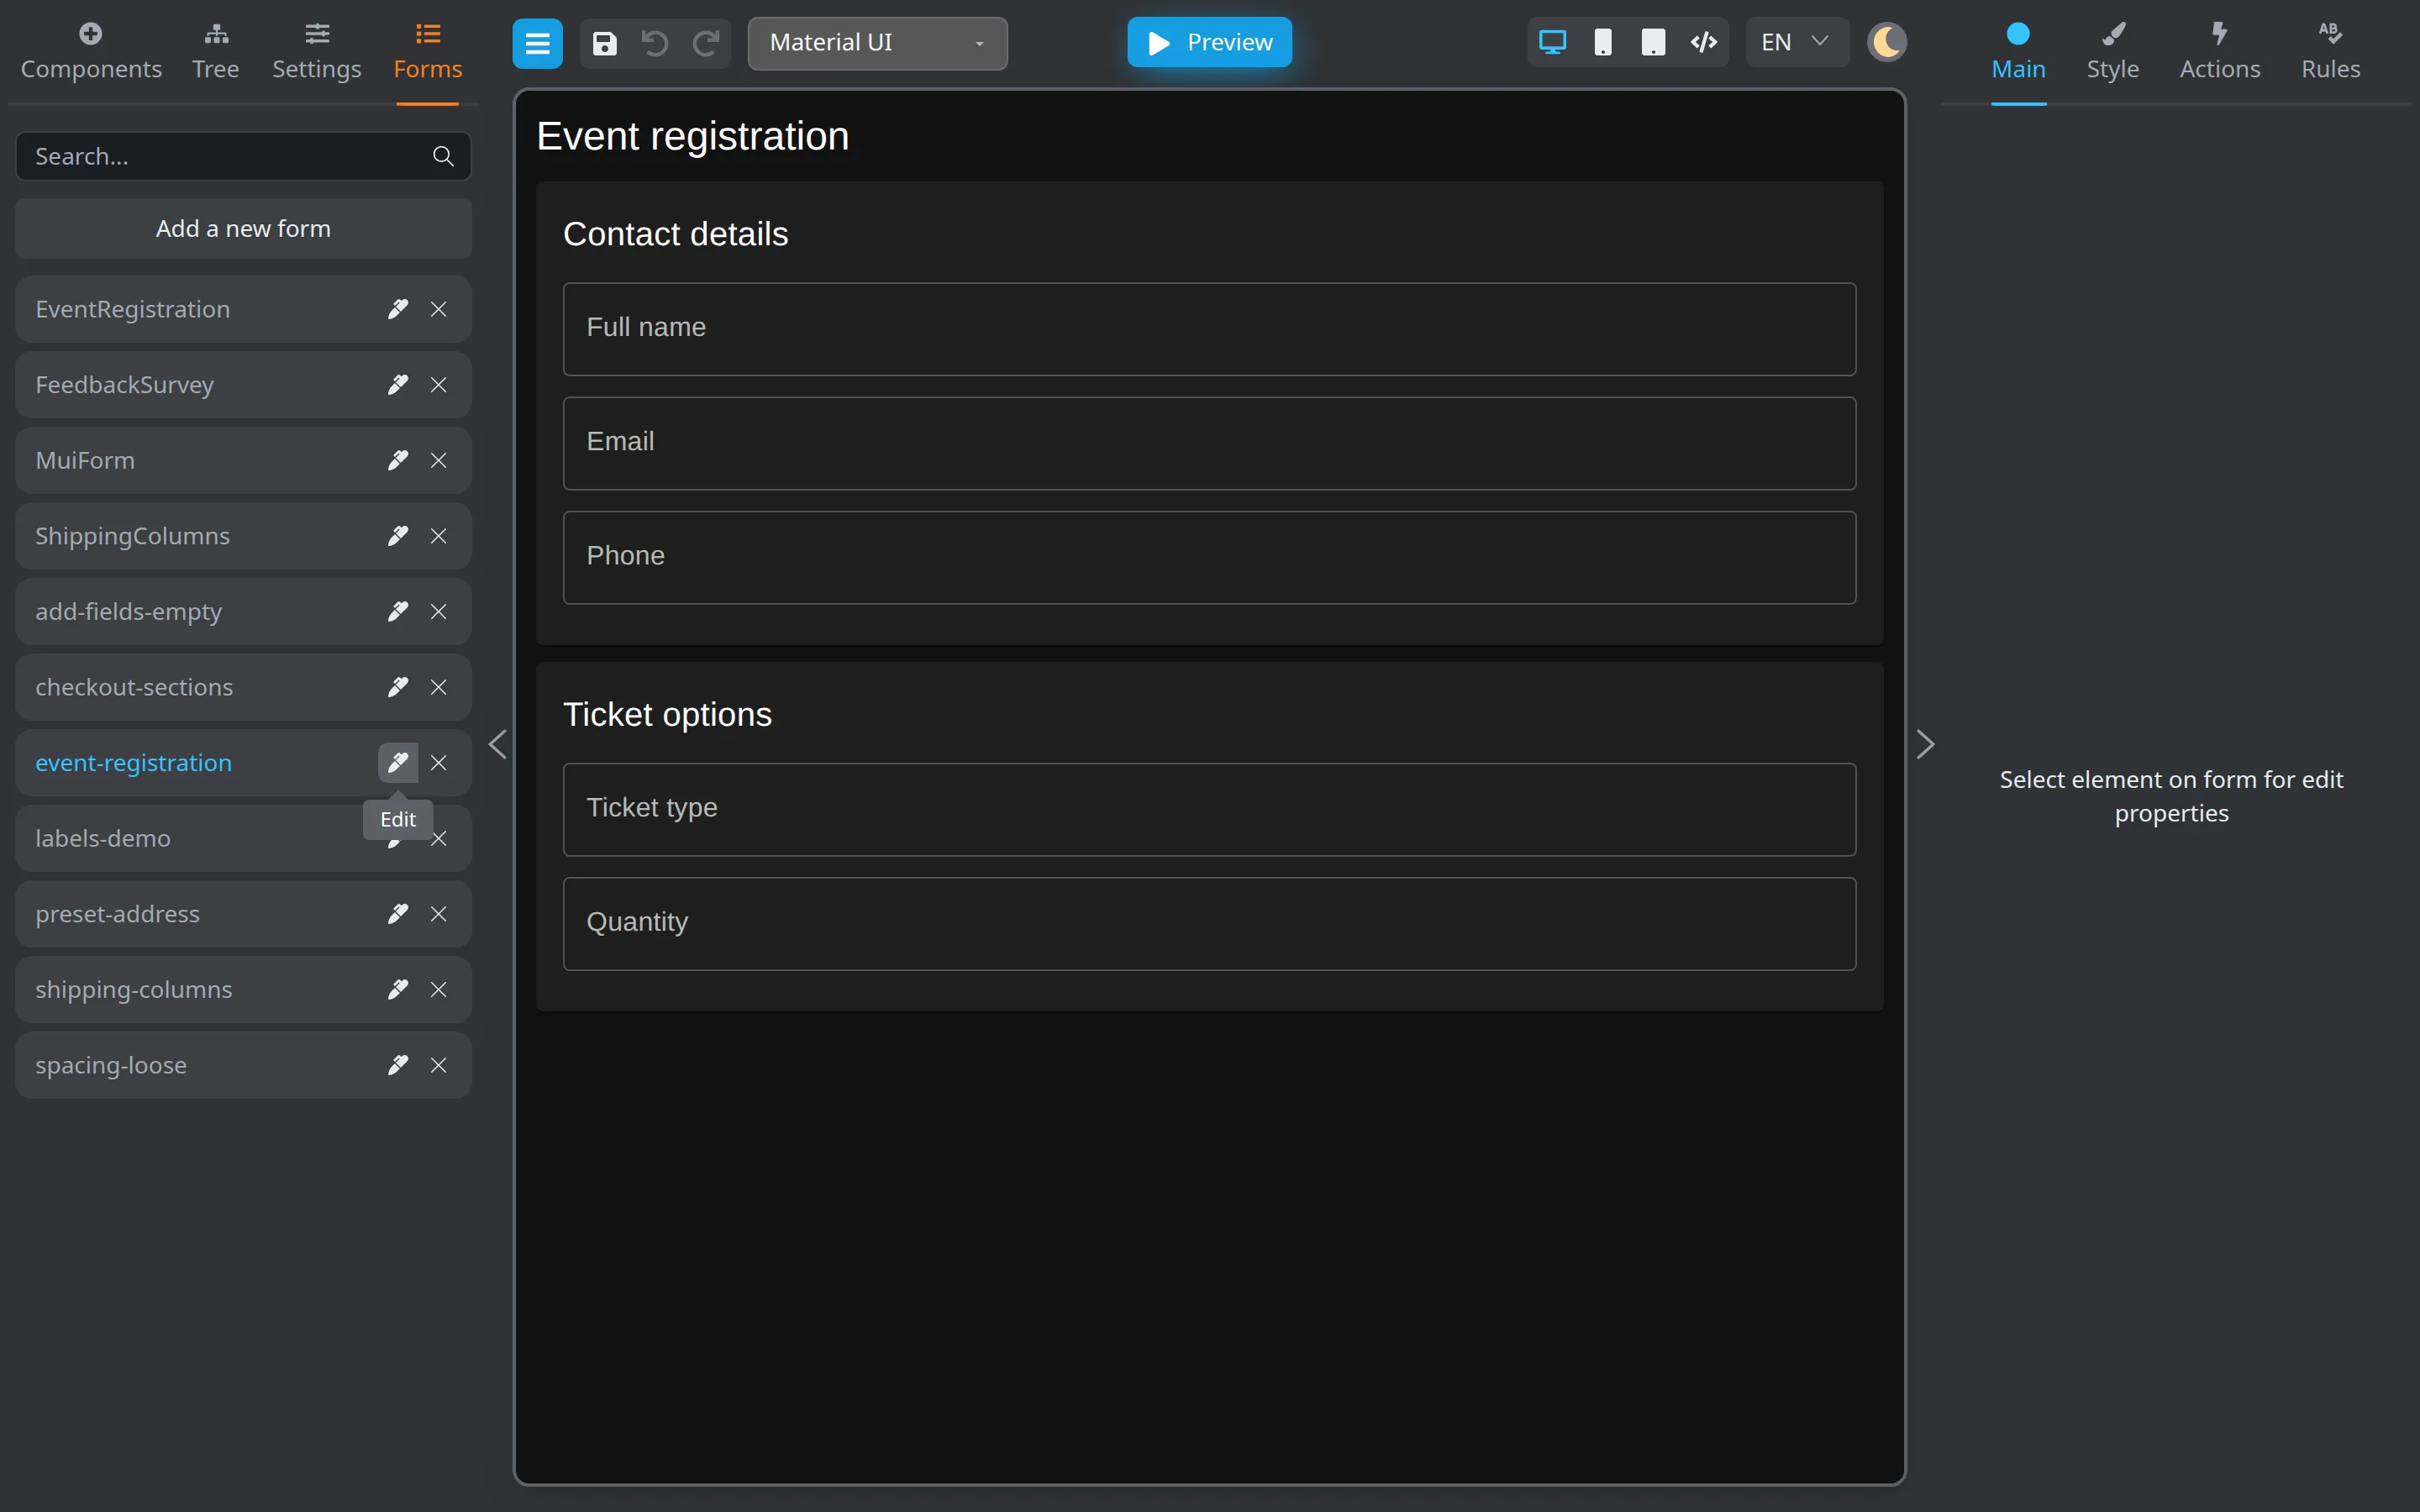 Components
Tree
Settings
Forms
Material UI
Preview
EN
Main
Style
Actions
AB
Rules
Search...
Add a new form
EventRegistration
FeedbackSurvey
MuiForm
ShippingColumns
add-fields-empty
checkout-sections
event-registration
Edit
labels-demo
preset-address
shipping-columns
spacing-loose
Event registration
Contact details
Full name
Email
Phone
Ticket options
Ticket type
Quantity
Select element on form for edit
properties